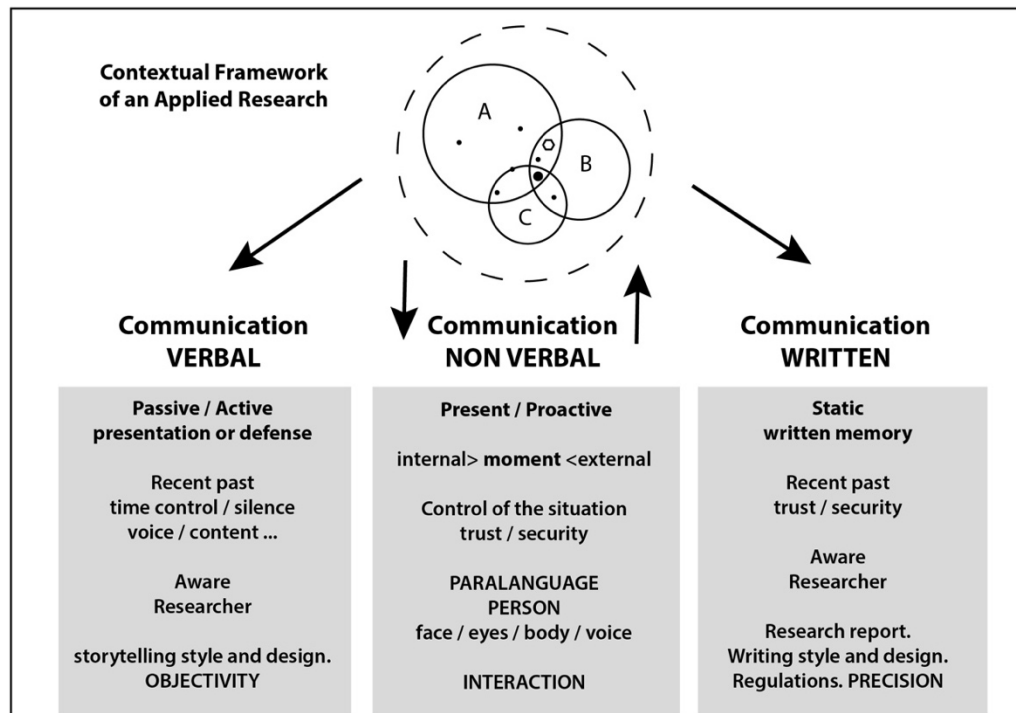 Contextual Framework
of an Applied Research
A
B
C
Communication
VERBAL
Passive / Active
presentation or defense
Recent past
time control / silence
voice / content ...
Aware
Researcher
storytelling style and design.
OBJECTIVITY
Communication
NON VERBAL
Present / Proactive
internal> moment <external
Control of the situation
trust / security
PARALANGUAGE
PERSON
face / eyes / body / voice
INTERACTION
Communication
WRITTEN
Static
written memory
Recent past
trust / security
Aware
Researcher
Research report.
Writing style and design.
Regulations. PRECISION